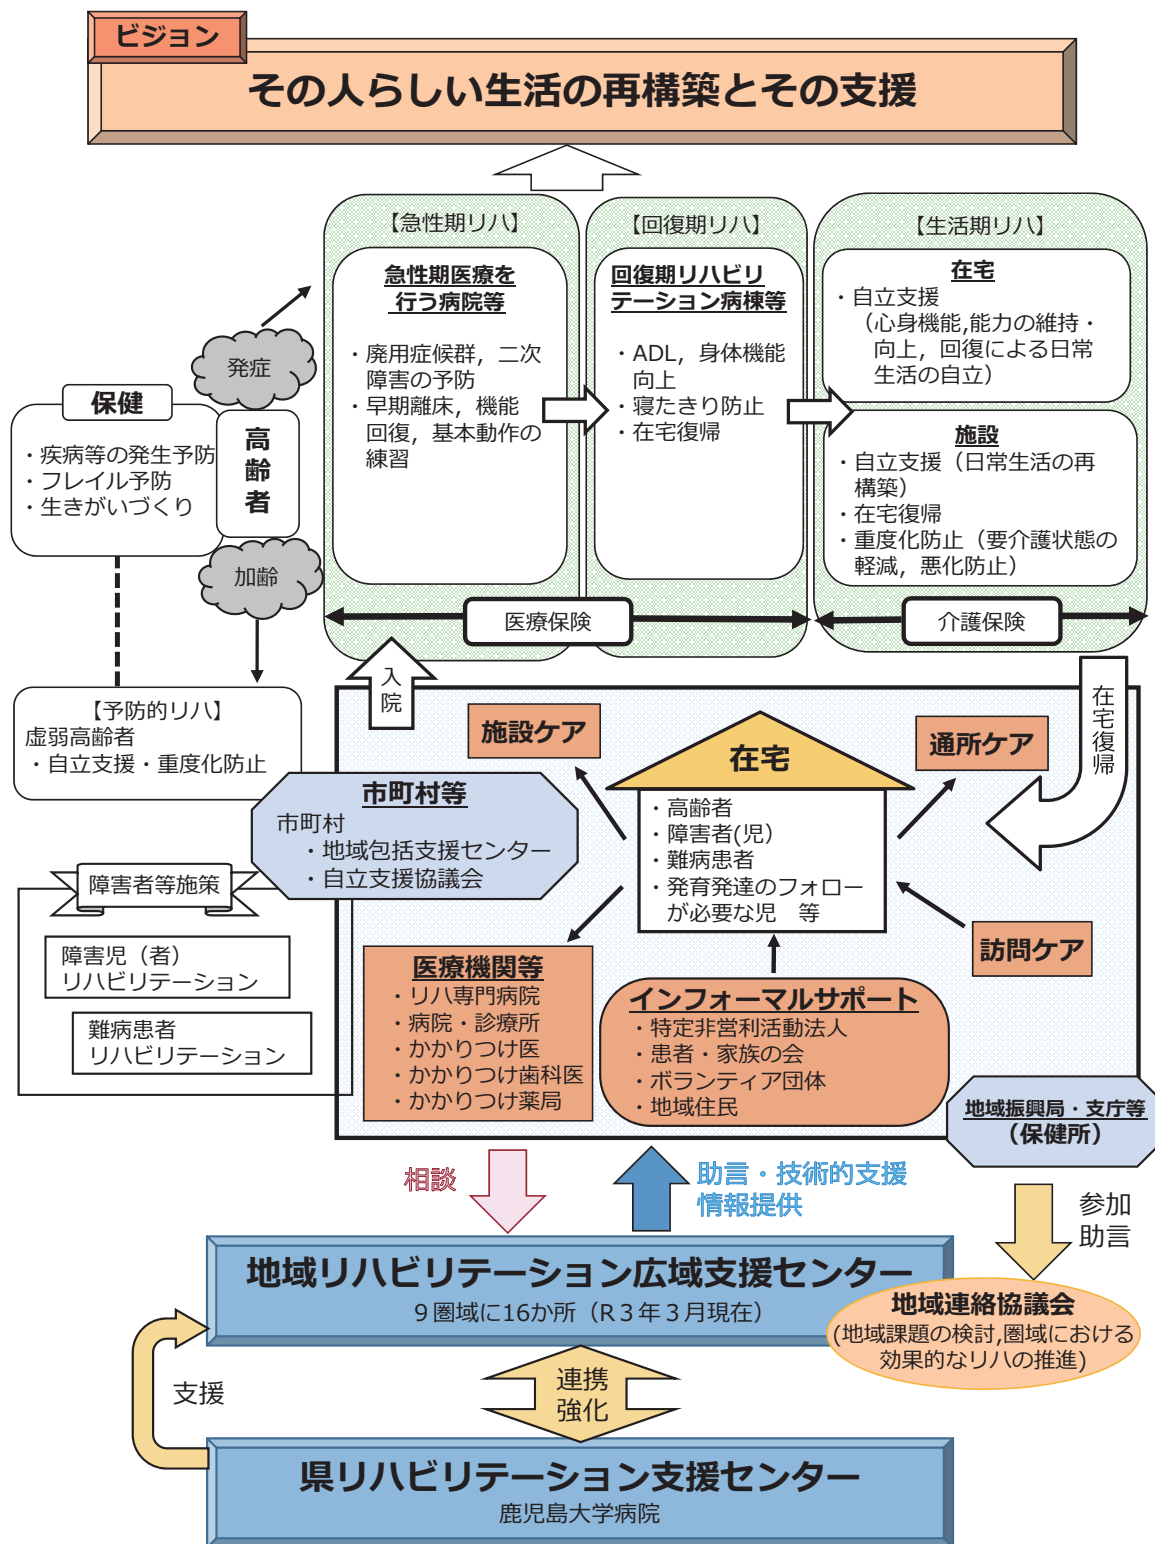 ビジョン
その人らしい生活の再構築とその支援
【急性期リハ】
急性期医療を
行う病院等
・廃用症候群，二次
障害の予防
・早期離床，機能
回復，基本動作の
練習
【回復期リハ】
回復期リハビリ
テーション病棟等
・ADL，身体機能
向上
・寝たきり防止
・在宅復帰
【生活期リハ】
在宅
・自立支援
（心身機能,能力の維持・
向上，回復による日常
生活の自立）
施設
・自立支援（日常生活の再
構築）
・在宅復帰
・重度化防止（要介護状態の
軽減，悪化防止）
医療保険
介護保険
発症
保健
・疾病等の発生予防
・フレイル予防
・生きがいづくり
高齢者
加齢
【予防的リハ】
虚弱高齢者
・自立支援・重度化防止
入院
在宅復帰
施設ケア
在宅
・高齢者
・障害者(児）
・難病患者
・発育発達のフォロー
が必要な児　等
通所ケア
訪問ケア
市町村等
市町村
・地域包括支援センター
・自立支援協議会
障害者等施策
障害児（者）
リハビリテーション
難病患者
リハビリテーション
医療機関等
・リハ専門病院
・病院・診療所
・かかりつけ医
・かかりつけ歯科医
・かかりつけ薬局
インフォーマルサポート
・特定非営利活動法人
・患者・家族の会
・ボランティア団体
・地域住民
地域振興局・支庁等
（保健所）
相談
助言・技術的支援
情報提供
参加
助言
地域リハビリテーション広域支援センター
９圏域に16か所（R３年３月現在）
地域連絡協議会
(地域課題の検討,圏域における
効果的なリハの推進)
支援
連携
強化
県リハビリテーション支援センター
鹿児島大学病院